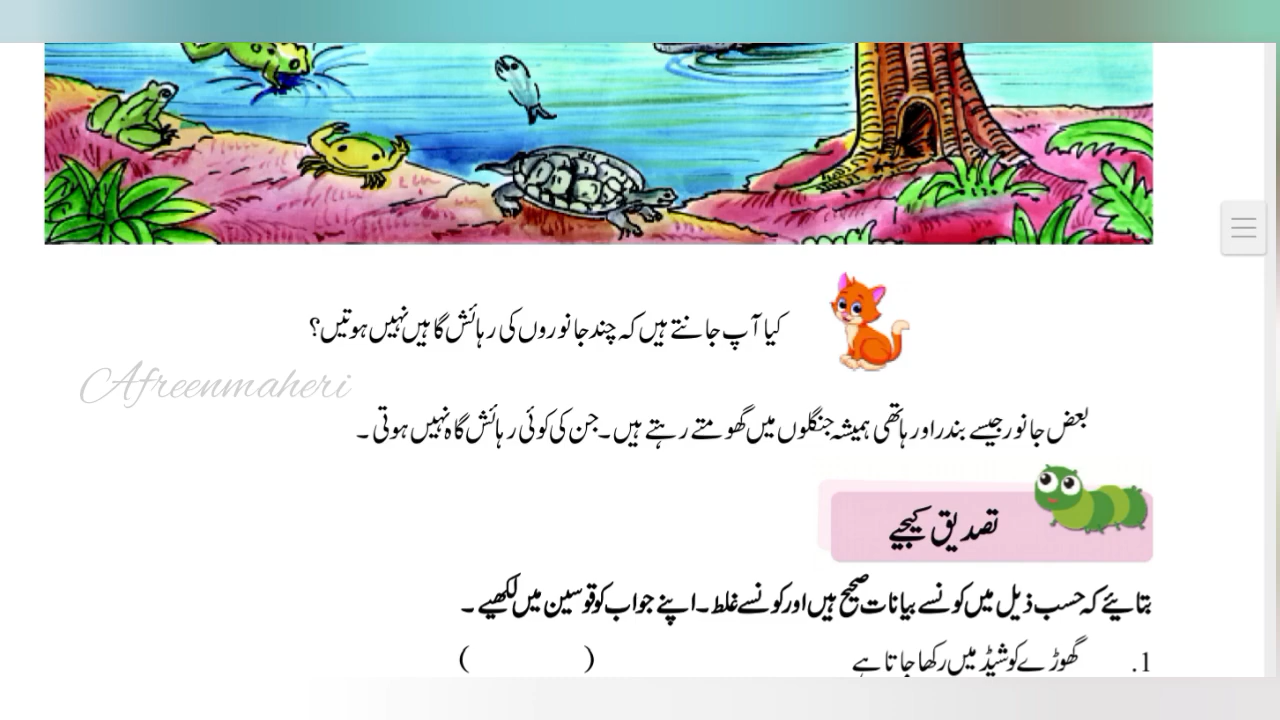 کیا آپ جانتے ہیں کہ چند جانوروں کی رہائش گاہیں نہیں ہوتیں؟
Afreenmaheri
بعض جانور جیسے بندر اور ہاتھی ہمیشہ جنگلوں میں گھومتے رہتے ہیں۔ جن کی کوئی رہائش گاہ نہیں ہوتی۔
تصدیق کیجیے
بتایئے کہ حسب ذیل میں کونسے بیانات صحیح ہیں اور کونسے غلط۔ اپنے جواب کو قوسین میں لکھیے۔
1. گھوڑے کو شیڈ میں رکھا جاتا ہے ( )